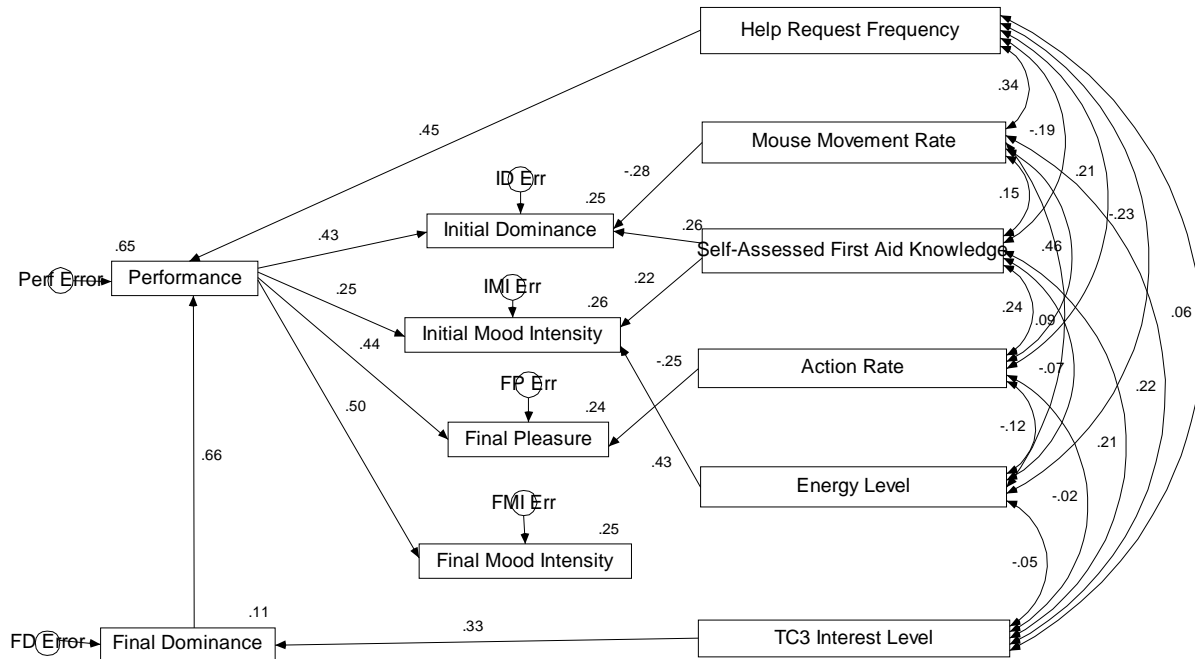 Help Request Frequency
.34
.45
Mouse Movement Rate
-.19
-.28
ID Err
.25
.21
.15
-.23
Initial Dominance
.43
.26
.46
Self-Assessed First Aid Knowledge
.65
Perf Error
Performance
.22
IMI Err
.26
.25
.24
.09
.06
Initial Mood Intensity
.44
-.25
Action Rate
-.07
.22
FP Err
.24
.50
-.12
Final Pleasure
.21
.66
.43
Energy Level
-.02
FMI Err
.25
Final Mood Intensity
-.05
.11
.33
FD Error
Final Dominance
TC3 Interest Level